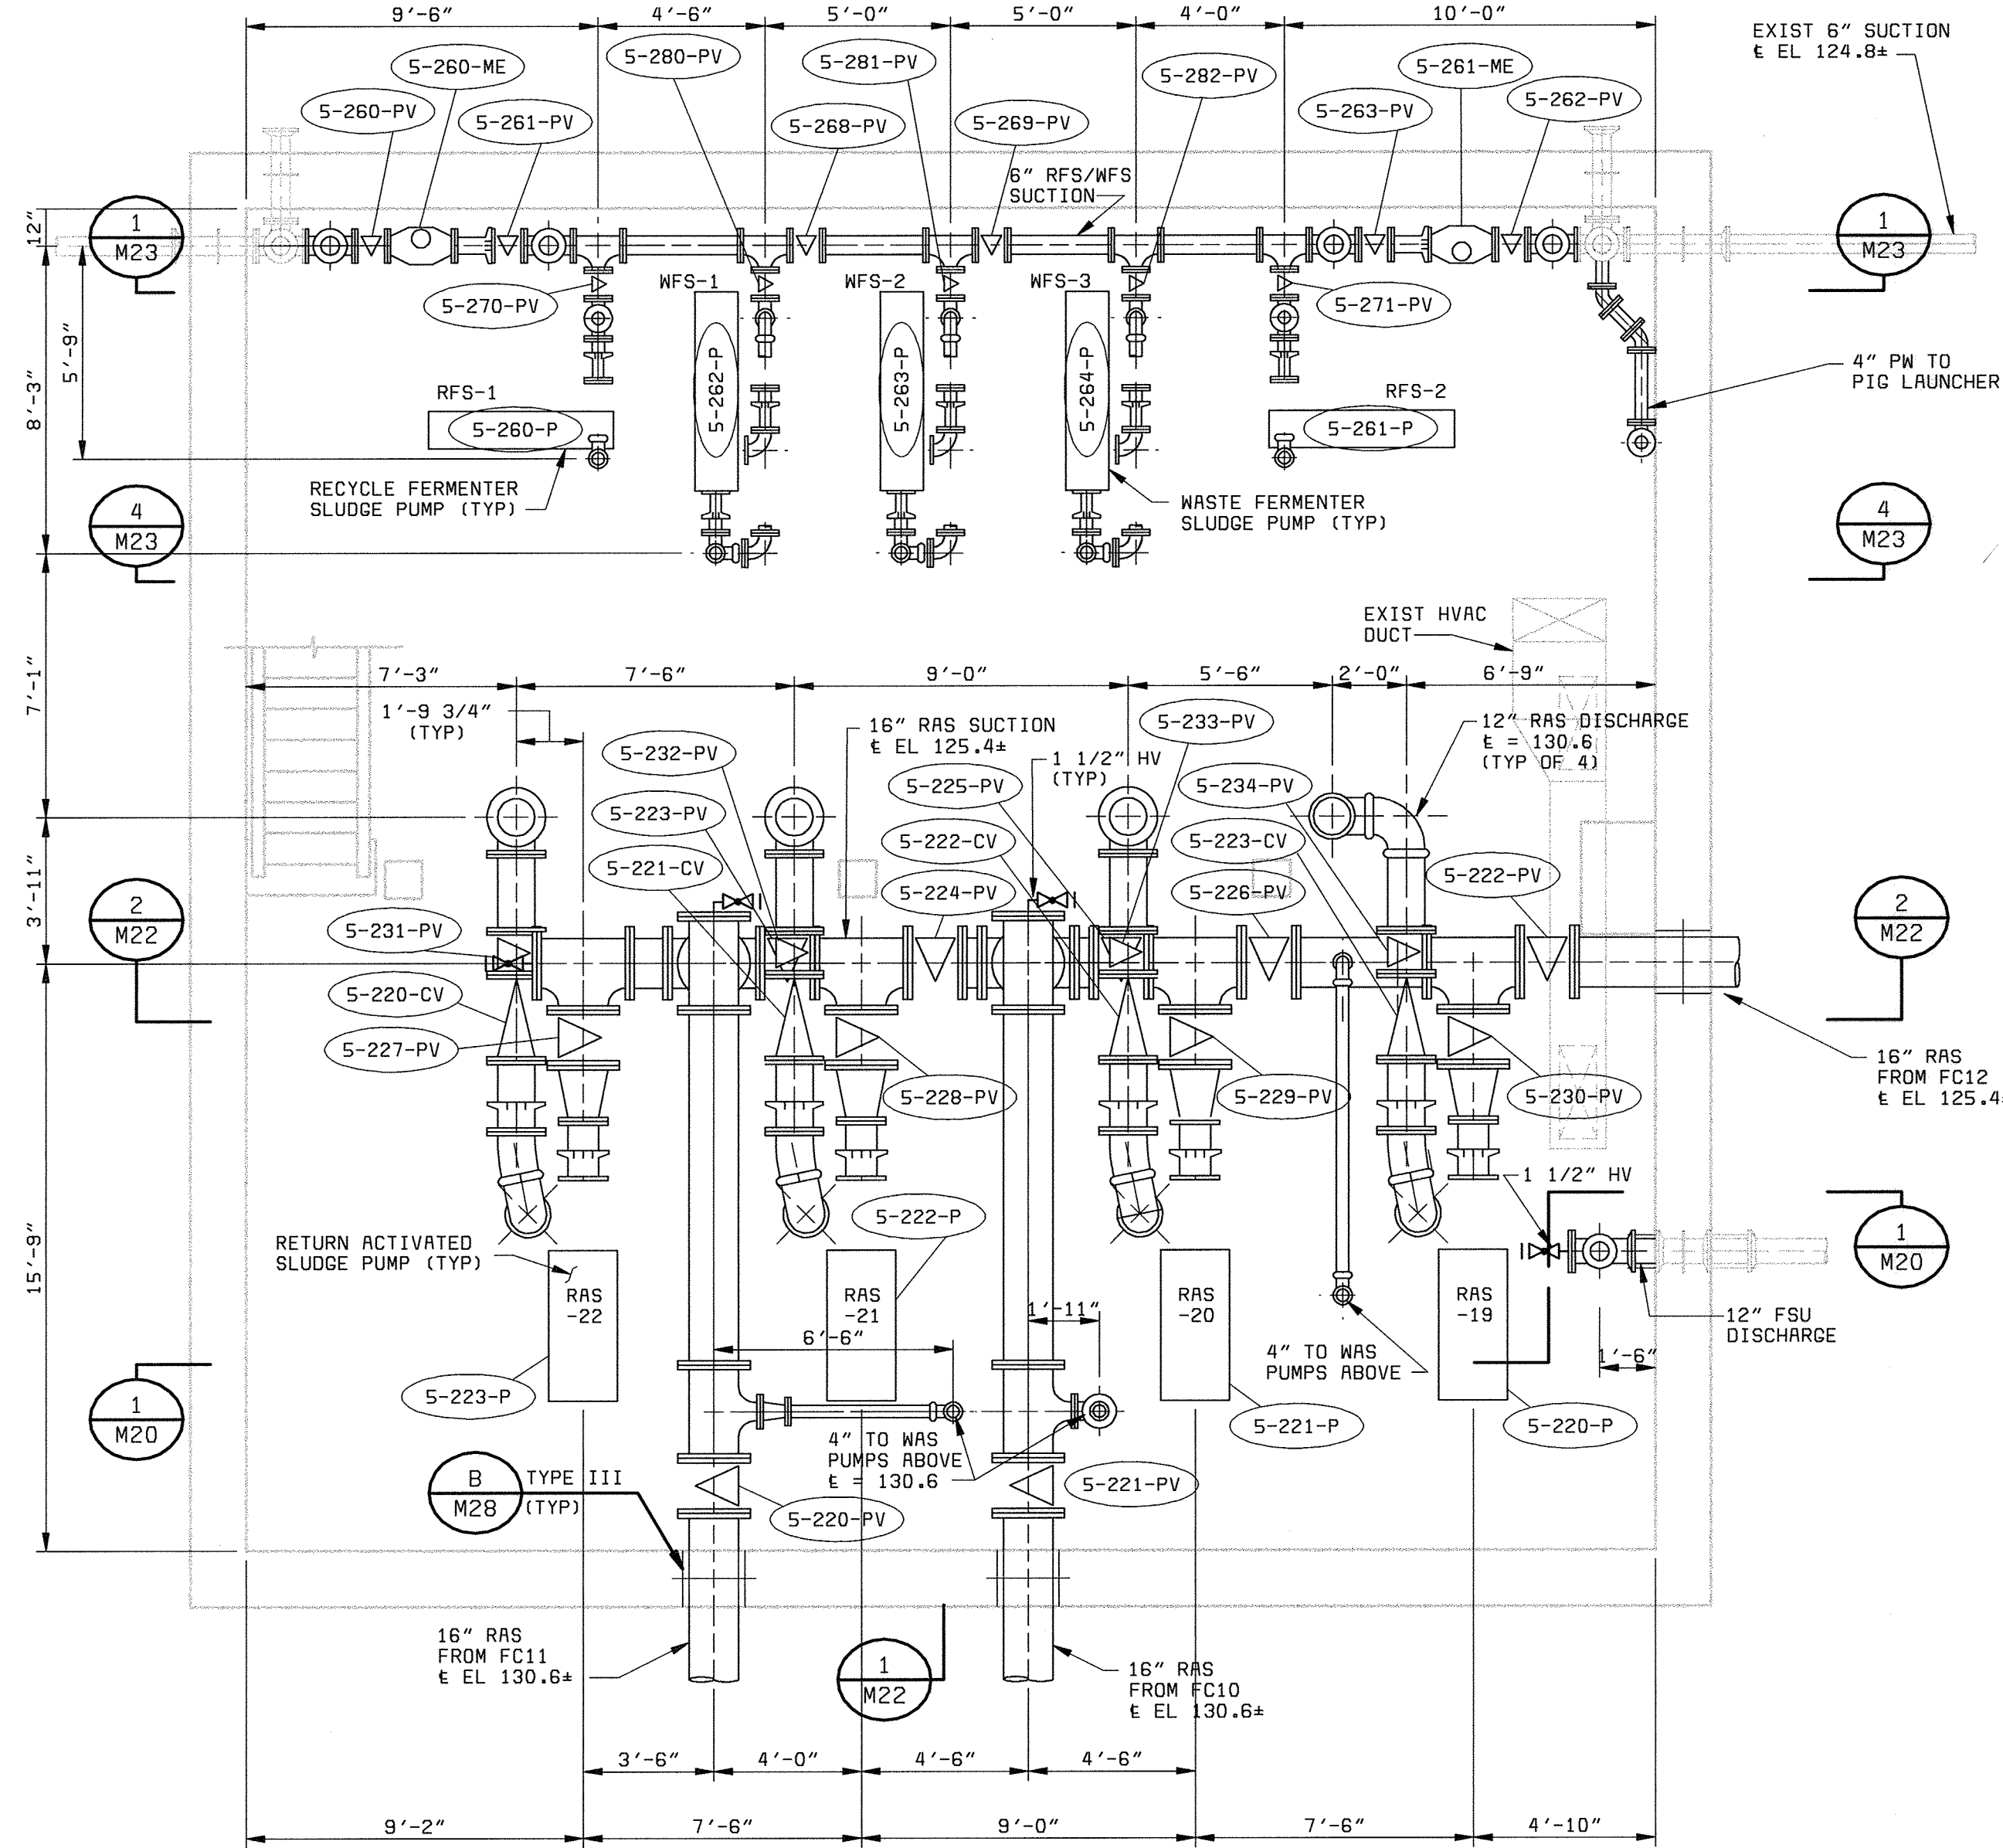 9'-6"
4'-6"
5'-0"
5'-0"
4'-0"
10'-0"
EXIST 6" SUCTION
℄ EL 124.8±
5-260-ME
5-280-PV
5-281-PV
5-282-PV
5-261-ME
5-260-PV
5-261-PV
5-268-PV
5-269-PV
5-263-PV
5-262-PV
6" RFS/WFS
SUCTION
12"
1
M23
1
M23
5-270-PV
WFS-1
WFS-2
WFS-3
5-271-PV
5'-9"
8'-3"
5-262-P
5-263-P
5-264-P
4" PW TO
PIG LAUNCHER
RFS-1
5-260-P
RFS-2
5-261-P
RECYCLE FERMENTER
SLUDGE PUMP (TYP)
WASTE FERMENTER
SLUDGE PUMP (TYP)
4
M23
4
M23
EXIST HVAC
DUCT
7'-1"
7'-3"
7'-6"
9'-0"
5'-6"
2'-0"
6'-9"
1'-9 3/4"
(TYP)
16" RAS SUCTION
℄ EL 125.4±
5-232-PV
5-233-PV
12" RAS DISCHARGE
℄ = 130.6
(TYP OF 4)
1 1/2" HV
(TYP)
5-223-PV
5-225-PV
5-234-PV
5-221-CV
5-222-CV
5-223-CV
5-224-PV
5-226-PV
5-222-PV
3'-11"
2
M22
2
M22
5-231-PV
5-220-CV
5-227-PV
5-228-PV
5-229-PV
5-230-PV
16" RAS
FROM FC12
℄ EL 125.4±
15'-9"
1 1/2" HV
5-222-P
RETURN ACTIVATED
SLUDGE PUMP (TYP)
RAS
-22
RAS
-21
RAS
-20
RAS
-19
1
M20
1'-11"
6'-6"
4" TO WAS
PUMPS ABOVE
12" FSU
DISCHARGE
1'-6"
5-223-P
5-221-P
5-220-P
1
M20
4" TO WAS
PUMPS ABOVE
℄ = 130.6
B
M28
TYPE III
(TYP)
5-220-PV
5-221-PV
16" RAS
FROM FC11
℄ EL 130.6±
1
M22
16" RAS
FROM FC10
℄ EL 130.6±
3'-6"
4'-0"
4'-6"
4'-6"
9'-2"
7'-6"
9'-0"
7'-6"
4'-10"